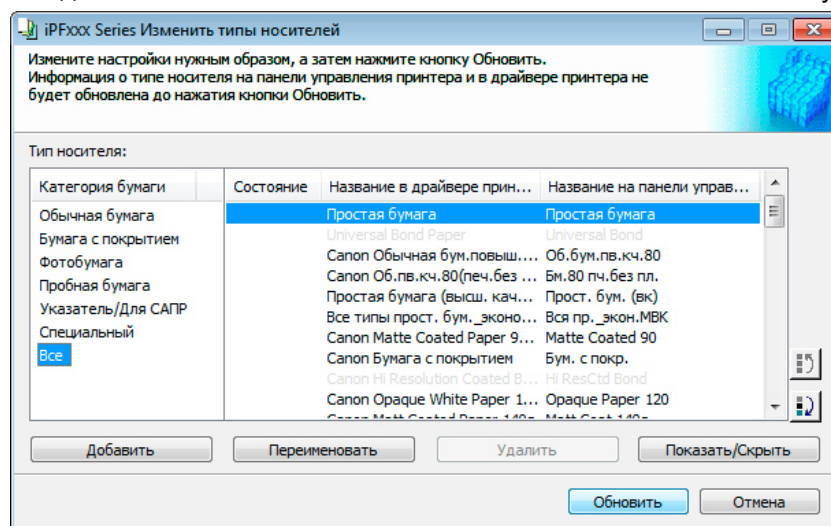 iPFxxx Series Изменить типы носителей
Измените настройки нужным образом, а затем нажмите кнопку Обновить.
Информация о типе носителя на панели управления принтера и в драйвере принтера не
будет обновлена до нажатия кнопки Обновить.
Тип носителя:
Категория бумаги
Обычная бумага
Бумага с покрытием
Фотобумага
Пробная бумага
Указатель/Для САПР
Специальный
Все
Состояние Название в драйвере прин... Название на панели управ...
Простая бумага Простая бумага
Universal Bond Paper Universal Bond
Canon Обычная бум.повыш.... Об.бум.пв.кч.80
Canon Об.пв.кч.80(печ.без ... Бм.80 пч.без пл.
Простая бумага (высш. кач... Прост. бум. (вк)
Все типы прост. бум._эконо... Вся пр._экон.МВК
Canon Matte Coated Paper 9... Matte Coated 90
Canon Бумага с покрытием Бум. с покр.
Canon Hi Resolution Coated B... Hi ResCtd Bond
Canon Opaque White Paper 1... Opaque Paper 120
Добавить Переименовать Удалить Показать/Скрыть
Обновить Отмена